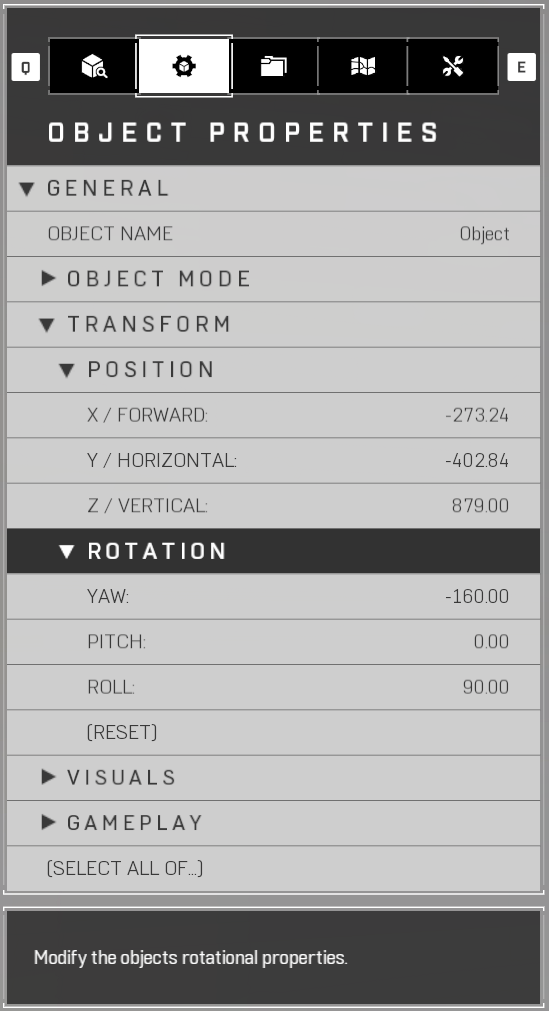 Q
E
OBJECT PROPERTIES
GENERAL
OBJECT NAME Object
OBJECT MODE
TRANSFORM
POSITION
X / FORWARD: -273.24
Y / HORIZONTAL: -402.84
Z / VERTICAL: 879.00
ROTATION
YAW: -160.00
PITCH: 0.00
ROLL: 90.00
(RESET)
VISUALS
GAMEPLAY
(SELECT ALL OF...)
Modify the objects rotational properties.